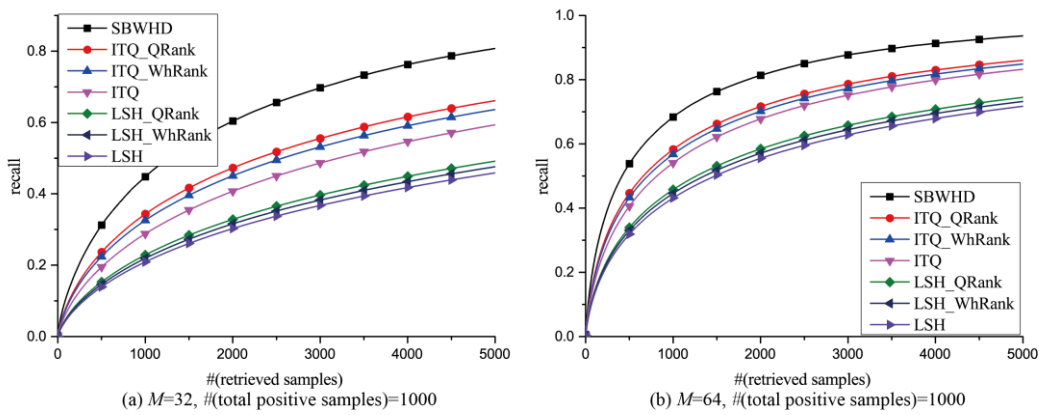 SBWHD
ITQ_QRank
ITQ_WhRank
ITQ
LSH_QRank
LSH_WhRank
LSH
recall
0.8
0.6
0.4
0.2
0.0
0 1000 2000 3000 4000 5000
#(retrieved samples)
(a) M=32, #(total positive samples)=1000
recall
1.0
0.8
0.6
0.4
0.2
0.0
SBWHD
ITQ_QRank
ITQ_WhRank
ITQ
LSH_QRank
LSH_WhRank
LSH
0 1000 2000 3000 4000 5000
#(retrieved samples)
(b) M=64, #(total positive samples)=1000